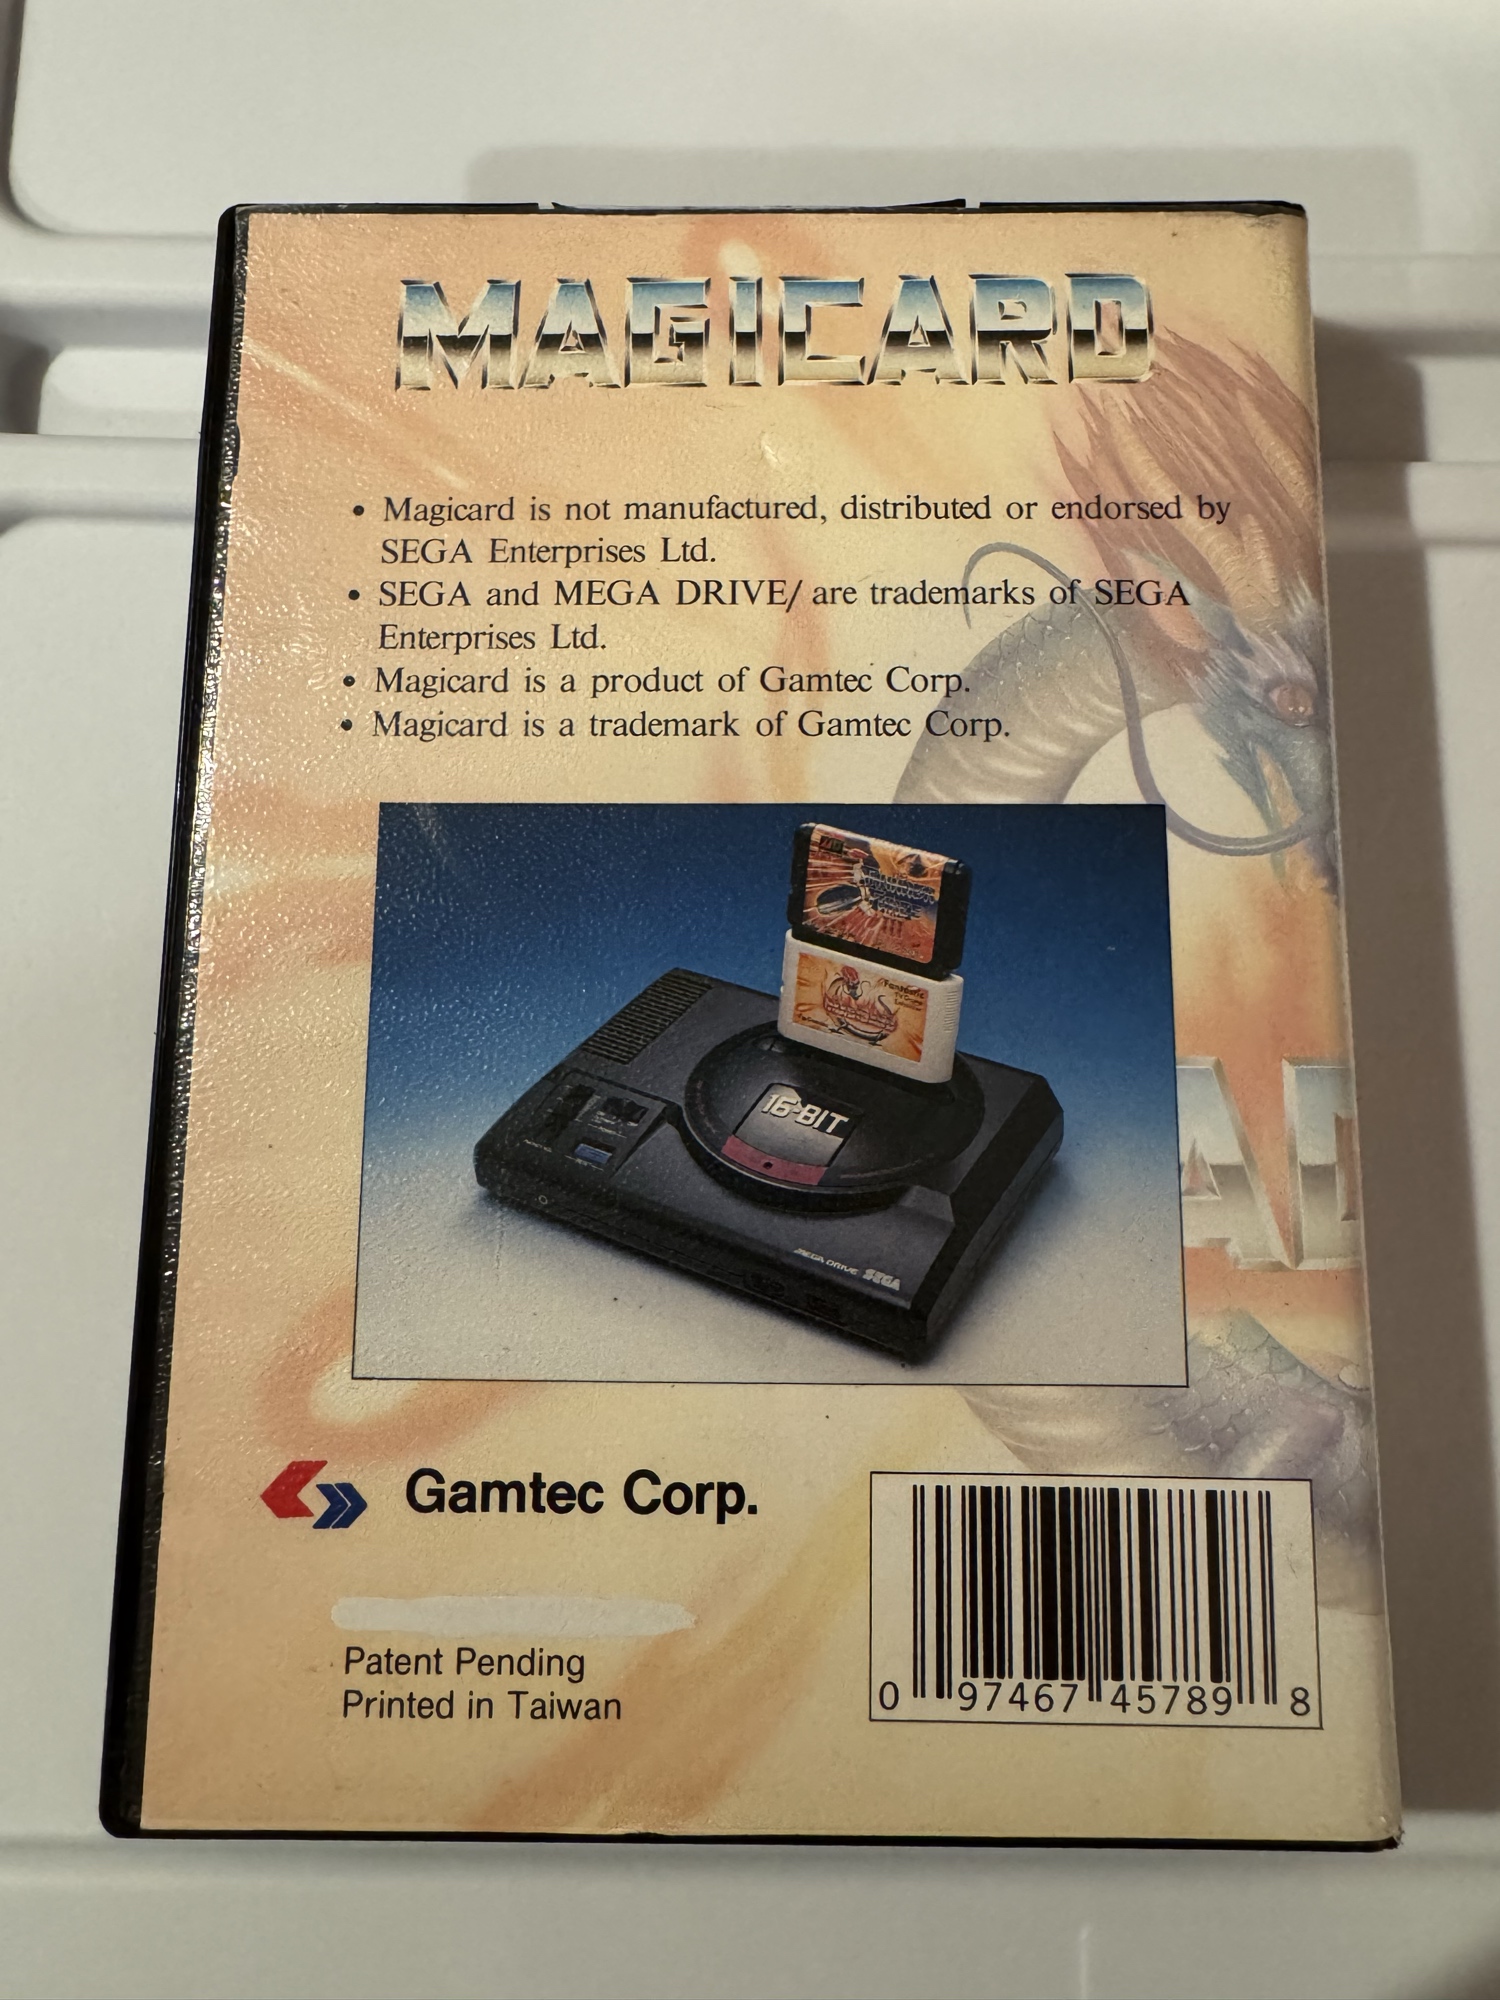 MAGICARD
• Magicard is not manufactured, distributed or endorsed by
SEGA Enterprises Ltd.
• SEGA and MEGA DRIVE/ are trademarks of SEGA
Enterprises Ltd.
• Magicard is a product of Gamtec Corp.
• Magicard is a trademark of Gamtec Corp.
Fantastic
16-BIT
MEGA DRIVE SEGA
Gamtec Corp.
Patent Pending
Printed in Taiwan
0 97467 45789 8